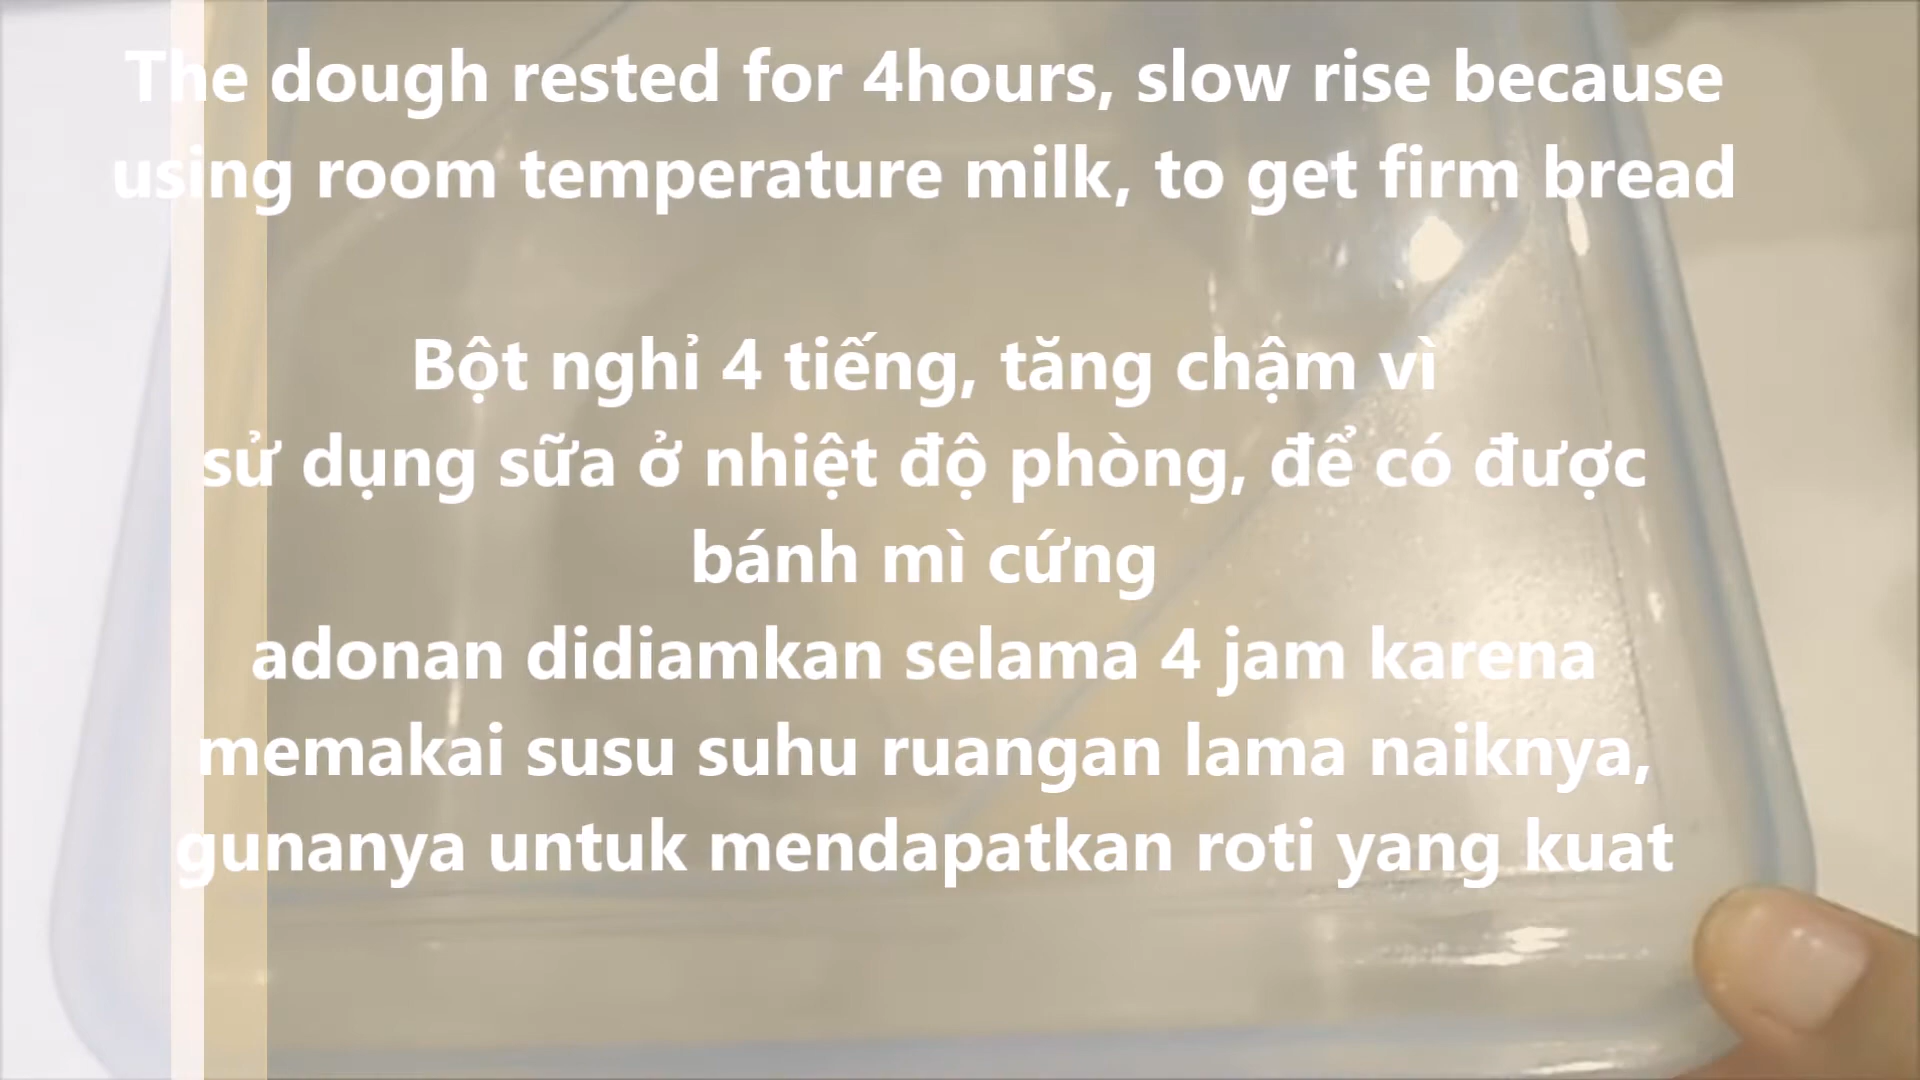 The dough rested for 4hours, slow rise because
using room temperature milk, to get firm bread
Bột nghỉ 4 tiếng, tăng chậm vì
sử dụng sữa ở nhiệt độ phòng, để có được
bánh mì cứng
adonan didiamkan selama 4 jam karena
memakai susu suhu ruangan lama naiknya,
gunanya untuk mendapatkan roti yang kuat